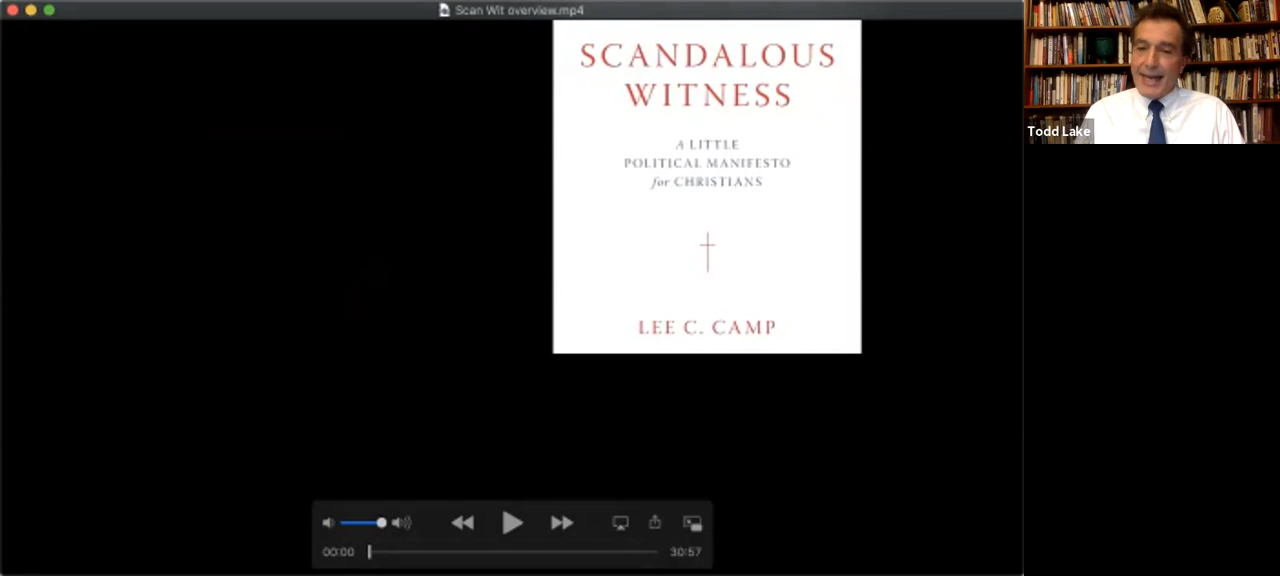 Scan Wit overview.mp4
SCANDALOUS
WITNESS
A LITTLE
POLITICAL MANIFESTO
for CHRISTIANS
LEE C. CAMP
00:00
30:57
Todd Lake